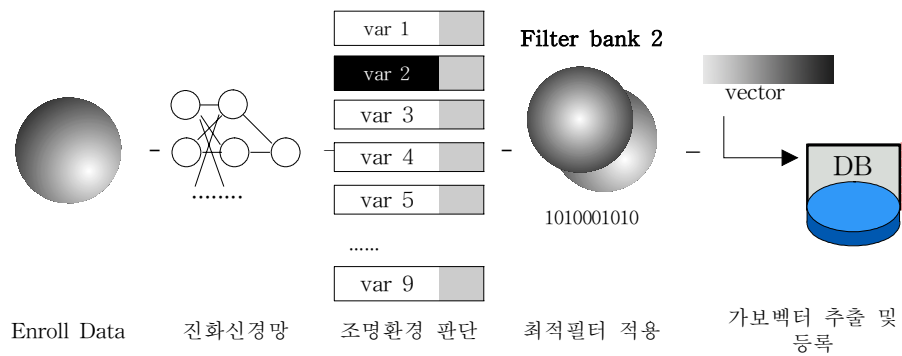 var 1
var 2
var 3
var 4
var 5
......
var 9
Filter bank 2
1010001010
vector
DB
........
Enroll Data
진화신경망
조명환경 판단
최적필터 적용
가보벡터 추출 및
등록